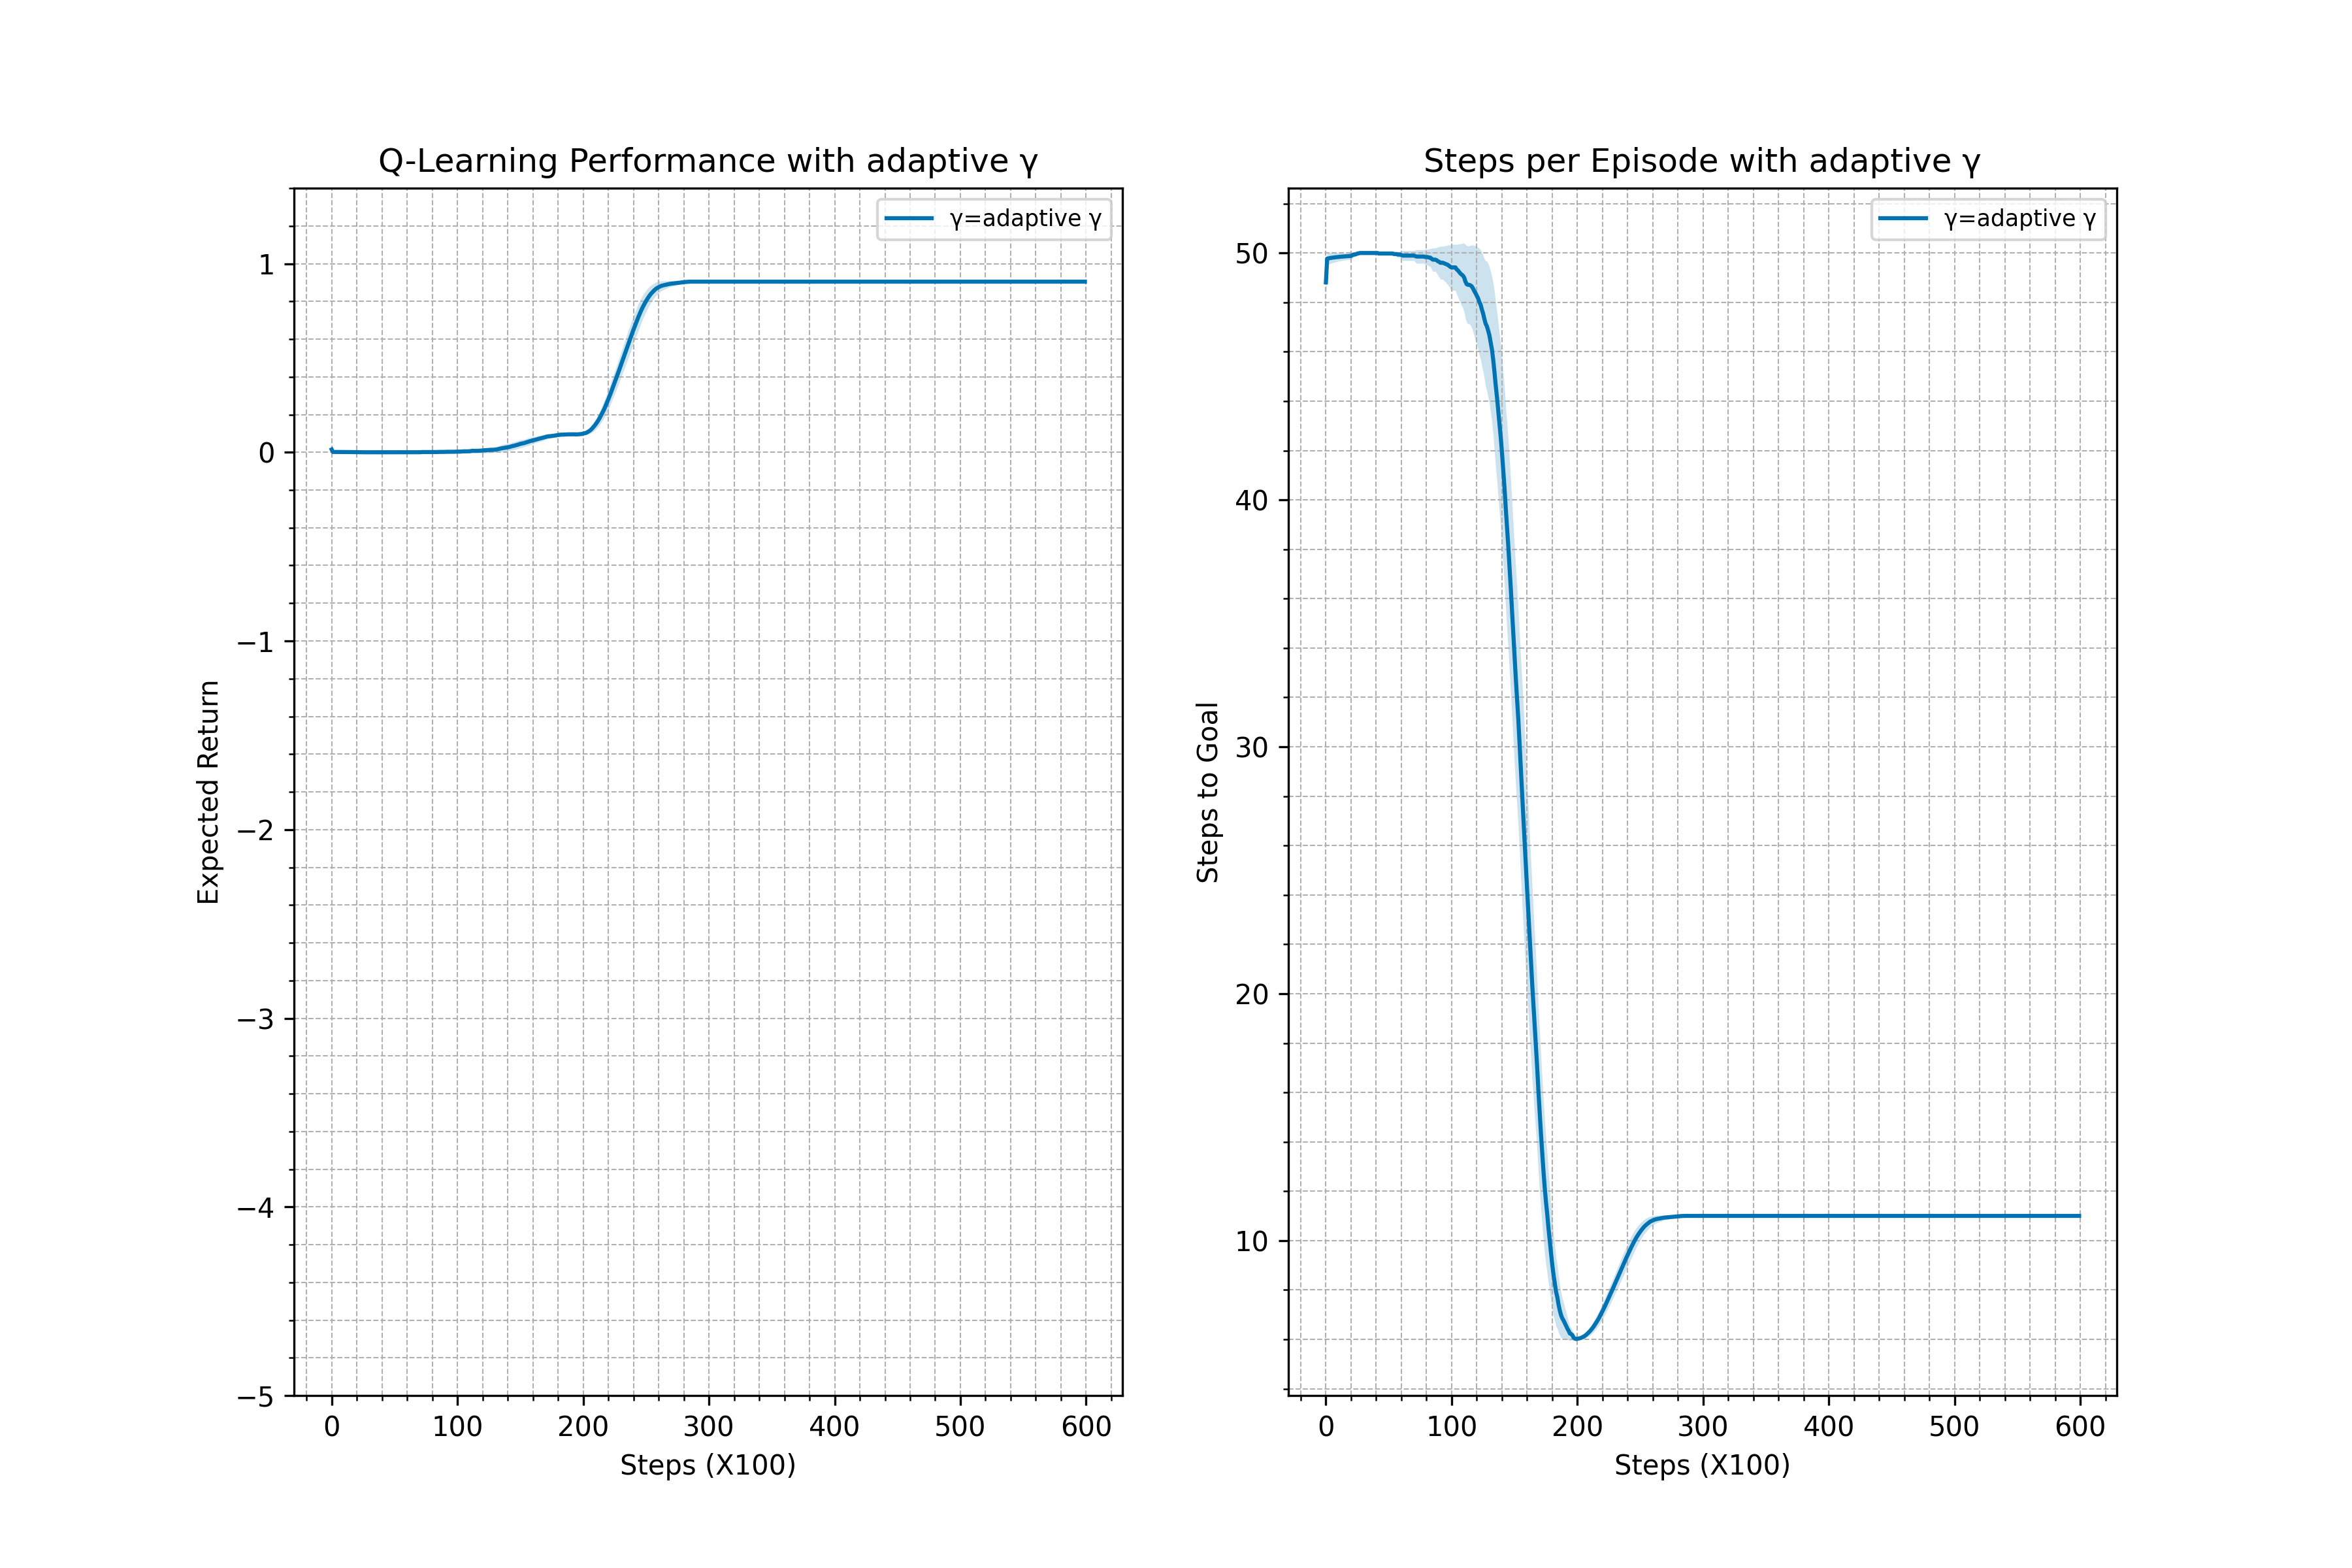 Q-Learning Performance with adaptive γ
γ=adaptive γ
1
0
−1
−2
−3
−4
−5
Expected Return
0 100 200 300 400 500 600
Steps (X100)
Steps per Episode with adaptive γ
γ=adaptive γ
50
40
30
20
10
Steps to Goal
0 100 200 300 400 500 600
Steps (X100)